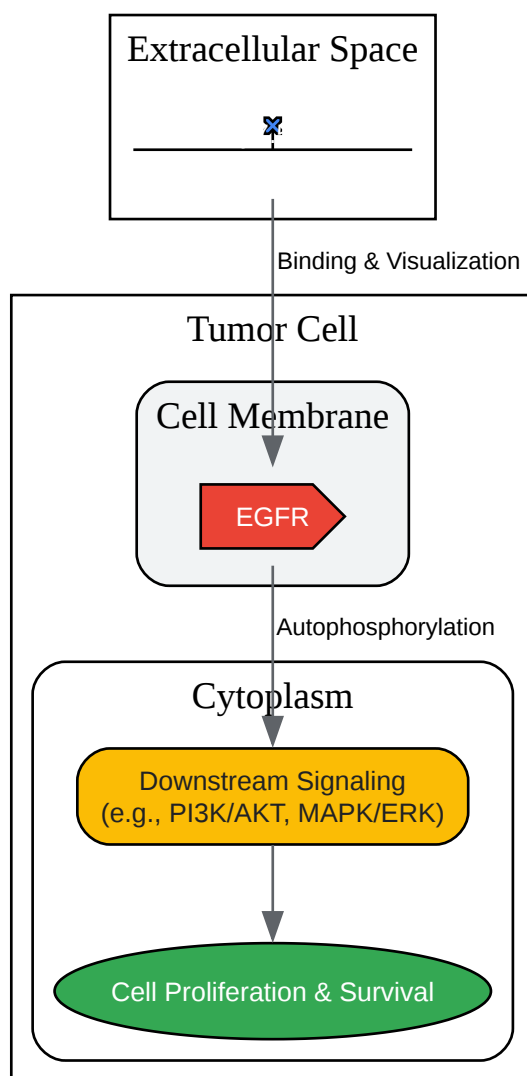 Extracellular Space
Binding & Visualization
Tumor Cell
Cell Membrane
EGFR
Autophosphorylation
Cytoplasm
Downstream Signaling
(e.g., PI3K/AKT, MAPK/ERK)
Cell Proliferation & Survival